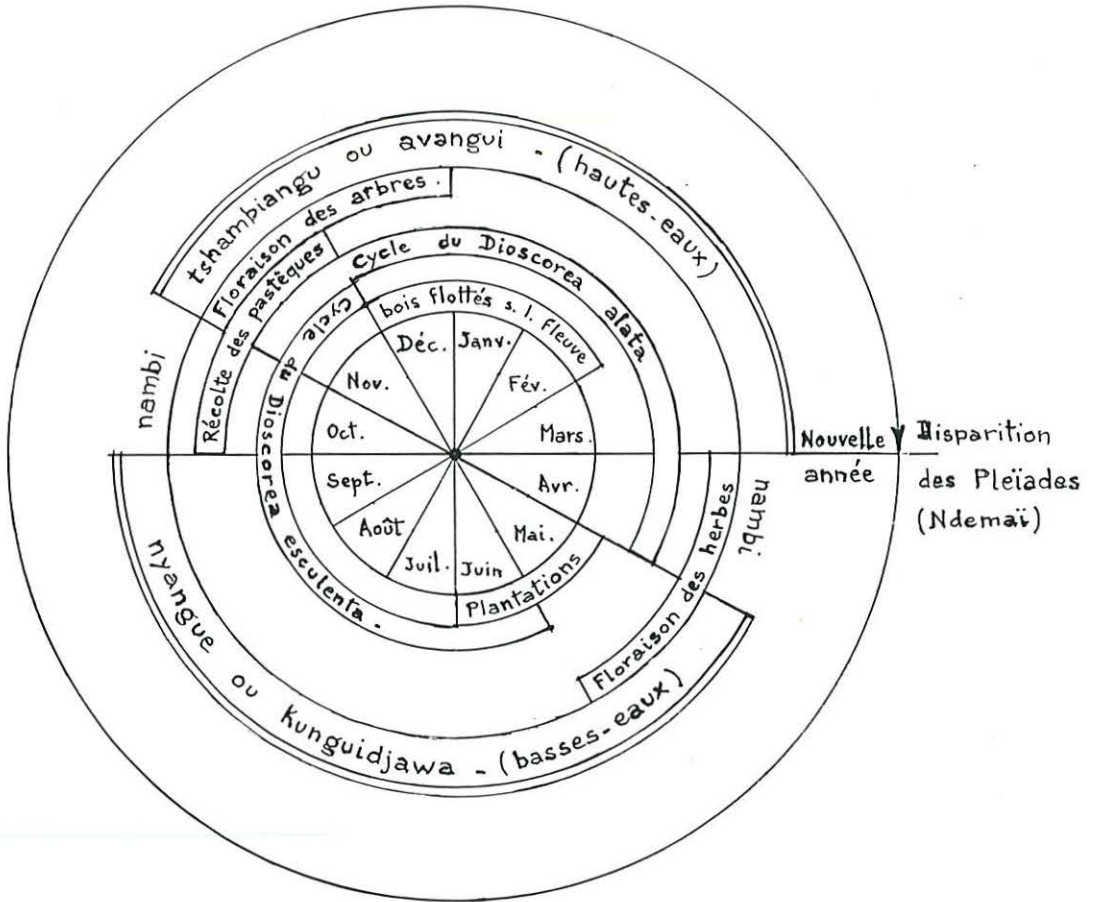 tshambiangu ou avangui - (hautes-eaux)
Floraison des arbres.
Récolte des pastèques
Cycle du Dioscorea alata
Cycle du Dioscorea esculenta -
bois flottés s. l. fleuve
Janv.
Fév.
Mars.
Avr.
Mai.
Juin
Juil.
Août
Sept.
Oct.
Nov.
Déc.
Plantations
Floraison des herbes
nambi
nambi
nyangue ou Kunguidjawa - (basses-eaux)
Nouvelle
année
Disparition
des Pleïades
(Ndemaï)